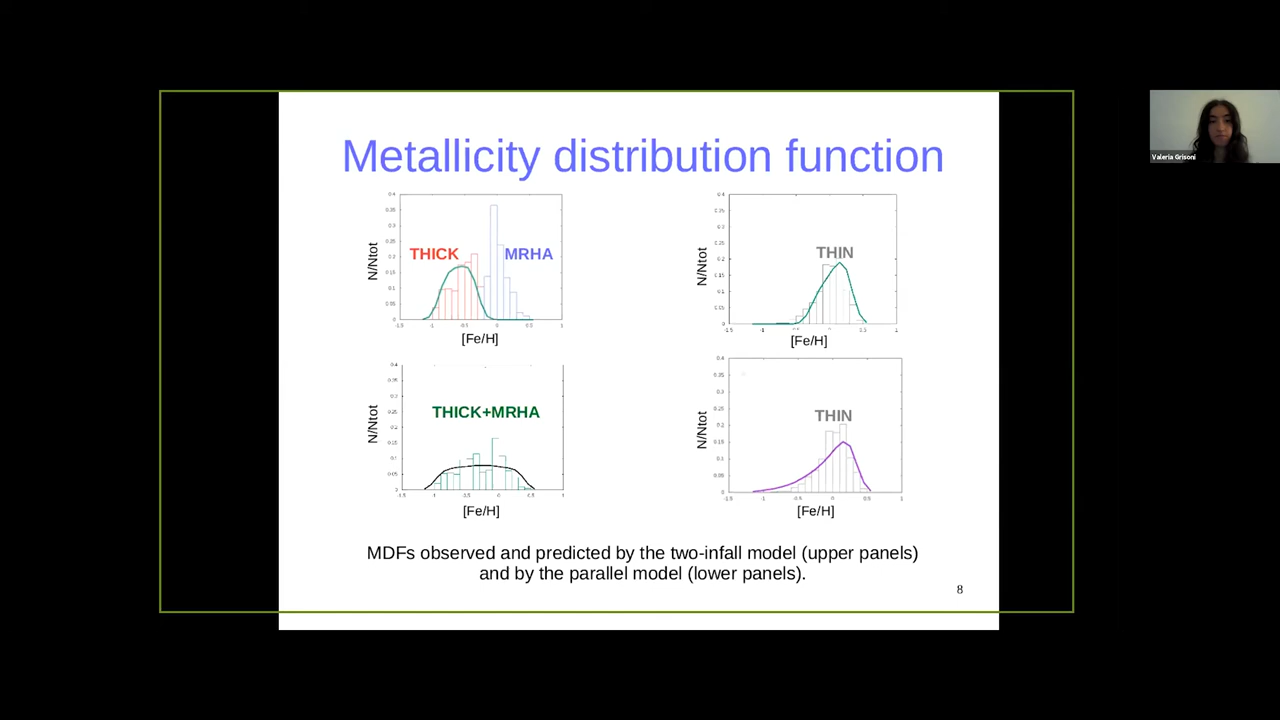 Metallicity distribution function
THICK
MRHA
N/Ntot
[Fe/H]
THIN
N/Ntot
[Fe/H]
THICK+MRHA
N/Ntot
[Fe/H]
THIN
N/Ntot
[Fe/H]
MDFs observed and predicted by the two-infall model (upper panels)
and by the parallel model (lower panels).
8
Valeria Grisoni